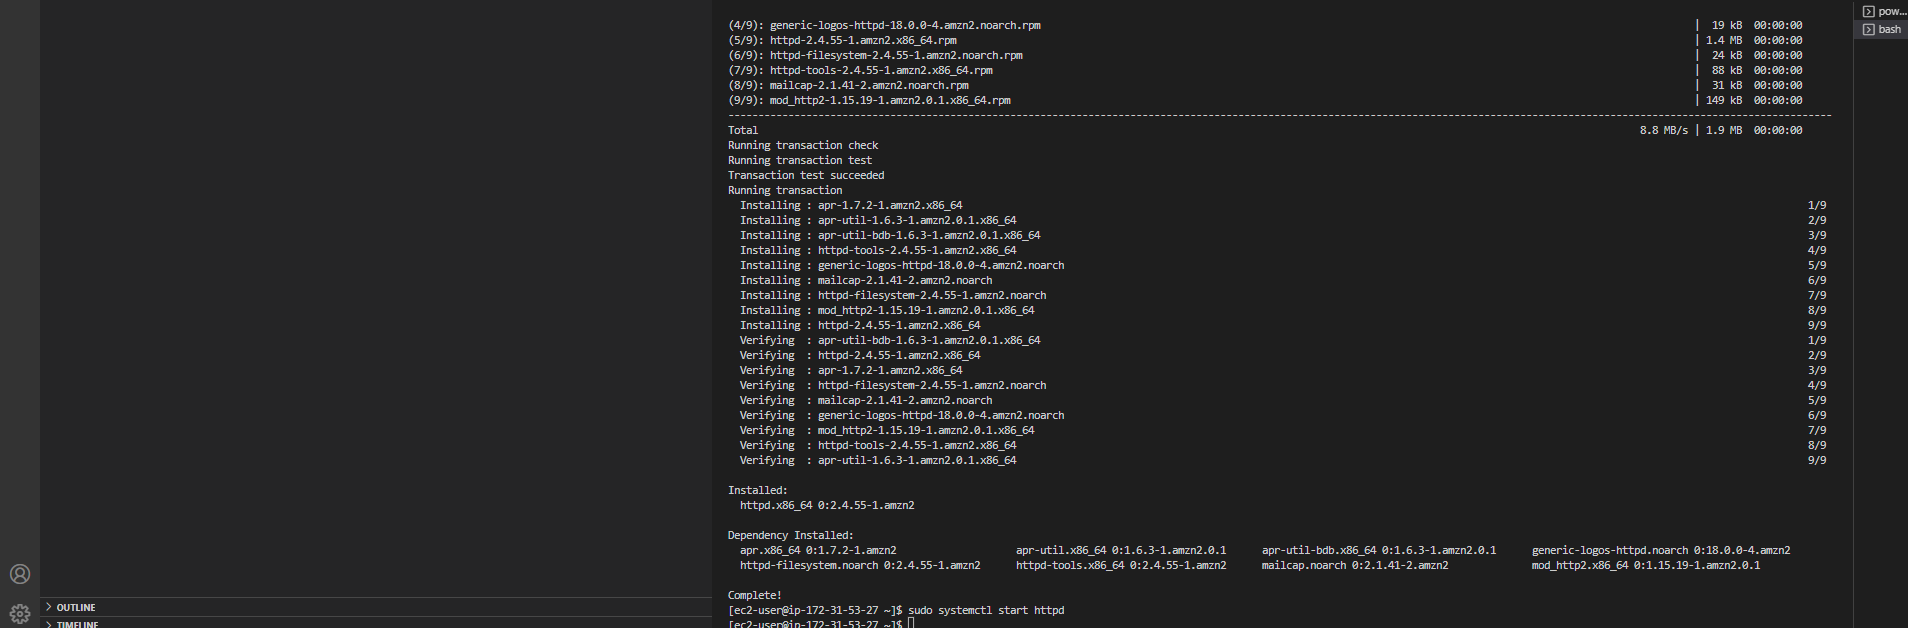 (4/9): generic-logos-httpd-18.0.0-4.amzn2.noarch.rpm | 19 kB 00:00:00
(5/9): httpd-2.4.55-1.amzn2.x86_64.rpm | 1.4 MB 00:00:00
(6/9): httpd-filesystem-2.4.55-1.amzn2.noarch.rpm | 24 kB 00:00:00
(7/9): httpd-tools-2.4.55-1.amzn2.x86_64.rpm | 88 kB 00:00:00
(8/9): mailcap-2.1.41-2.amzn2.noarch.rpm | 31 kB 00:00:00
(9/9): mod_http2-1.15.19-1.amzn2.0.1.x86_64.rpm | 149 kB 00:00:00
Total 8.8 MB/s | 1.9 MB 00:00:00
Running transaction check
Running transaction test
Transaction test succeeded
Running transaction
Installing : apr-1.7.2-1.amzn2.x86_64 1/9
Installing : apr-util-1.6.3-1.amzn2.0.1.x86_64 2/9
Installing : apr-util-bdb-1.6.3-1.amzn2.0.1.x86_64 3/9
Installing : httpd-tools-2.4.55-1.amzn2.x86_64 4/9
Installing : generic-logos-httpd-18.0.0-4.amzn2.noarch 5/9
Installing : mailcap-2.1.41-2.amzn2.noarch 6/9
Installing : httpd-filesystem-2.4.55-1.amzn2.noarch 7/9
Installing : mod_http2-1.15.19-1.amzn2.0.1.x86_64 8/9
Installing : httpd-2.4.55-1.amzn2.x86_64 9/9
Verifying : apr-util-bdb-1.6.3-1.amzn2.0.1.x86_64 1/9
Verifying : httpd-2.4.55-1.amzn2.x86_64 2/9
Verifying : apr-1.7.2-1.amzn2.x86_64 3/9
Verifying : httpd-filesystem-2.4.55-1.amzn2.noarch 4/9
Verifying : mailcap-2.1.41-2.amzn2.noarch 5/9
Verifying : generic-logos-httpd-18.0.0-4.amzn2.noarch 6/9
Verifying : mod_http2-1.15.19-1.amzn2.0.1.x86_64 7/9
Verifying : httpd-tools-2.4.55-1.amzn2.x86_64 8/9
Verifying : apr-util-1.6.3-1.amzn2.0.1.x86_64 9/9
Installed:
httpd.x86_64 0:2.4.55-1.amzn2
Dependency Installed:
apr.x86_64 0:1.7.2-1.amzn2 apr-util.x86_64 0:1.6.3-1.amzn2.0.1 apr-util-bdb.x86_64 0:1.6.3-1.amzn2.0.1 generic-logos-httpd.noarch 0:18.0.0-4.amzn2
httpd-filesystem.noarch 0:2.4.55-1.amzn2 httpd-tools.x86_64 0:2.4.55-1.amzn2 mailcap.noarch 0:2.1.41-2.amzn2 mod_http2.x86_64 0:1.15.19-1.amzn2.0.1
Complete!
[ec2-user@ip-172-31-53-27 ~]$ sudo systemctl start httpd
[ec2-user@ip-172-31-53-27 ~]$
OUTLINE
TIMELINE
pow...
bash